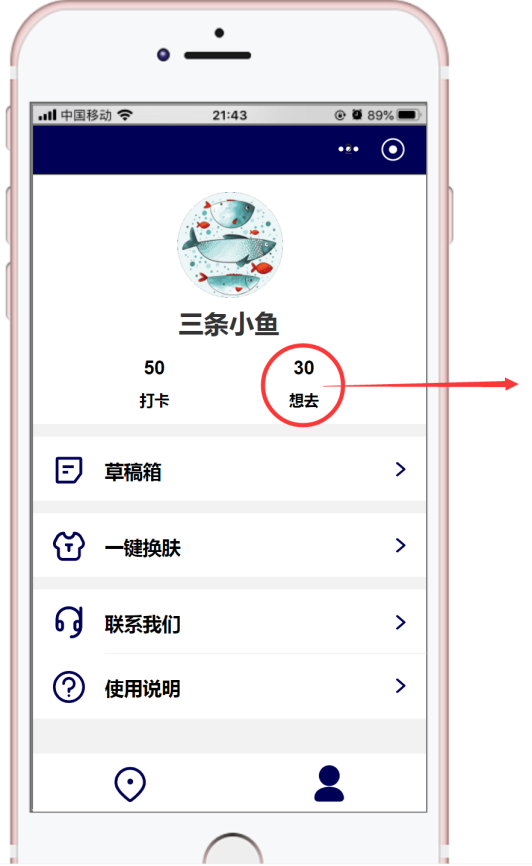 中国移动 21:43 89%
三条小鱼
50 30
打卡 想去
草稿箱
一键换肤
联系我们
使用说明